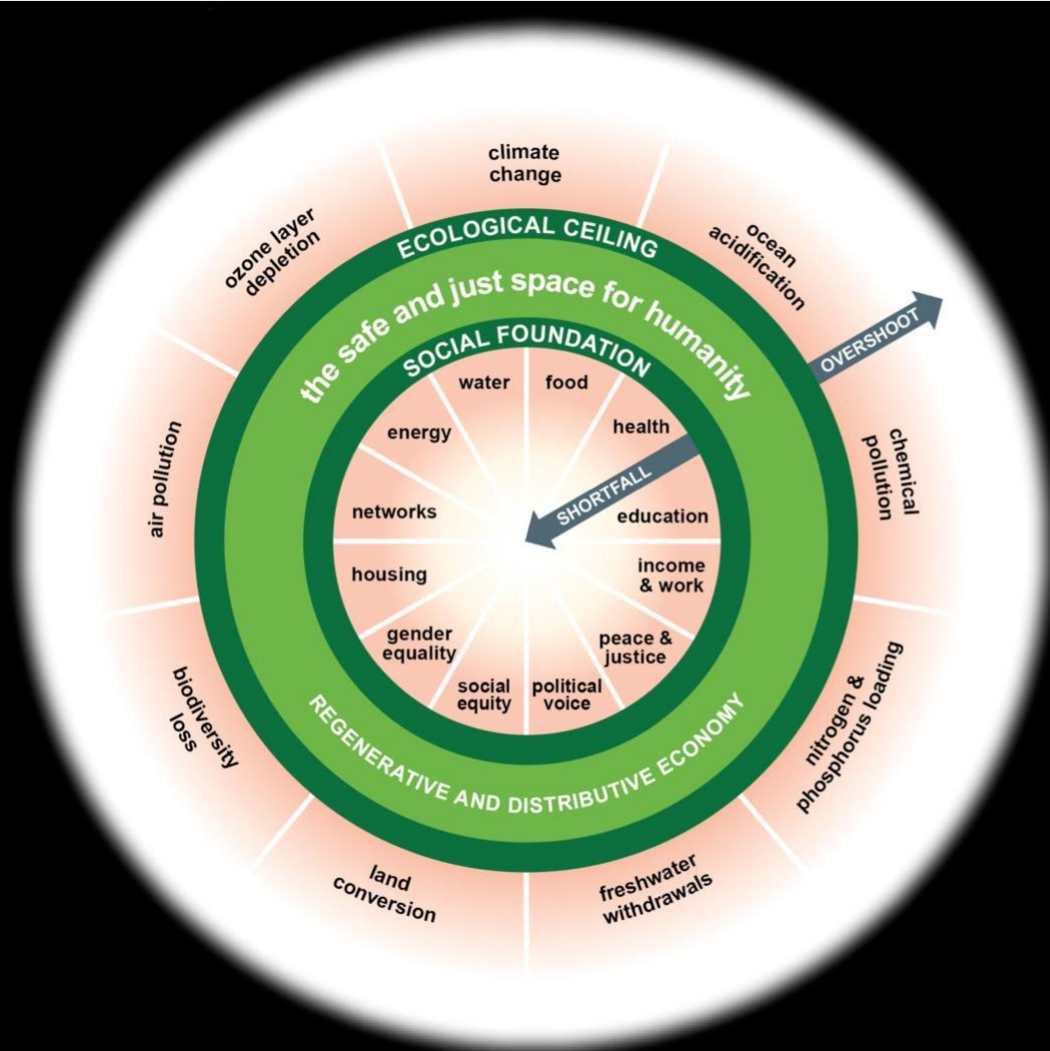 climate
change
ocean
acidification
OVERSHOOT
chemical
pollution
nitrogen &
phosphorus loading
freshwater
withdrawals
land
conversion
biodiversity
loss
air pollution
ozone layer
depletion
ECOLOGICAL CEILING
the safe and just space for humanity
SOCIAL FOUNDATION
water
food
health
SHORTFALL
education
income
& work
peace &
justice
political
voice
social
equity
gender
equality
housing
networks
energy
REGENERATIVE AND DISTRIBUTIVE ECONOMY